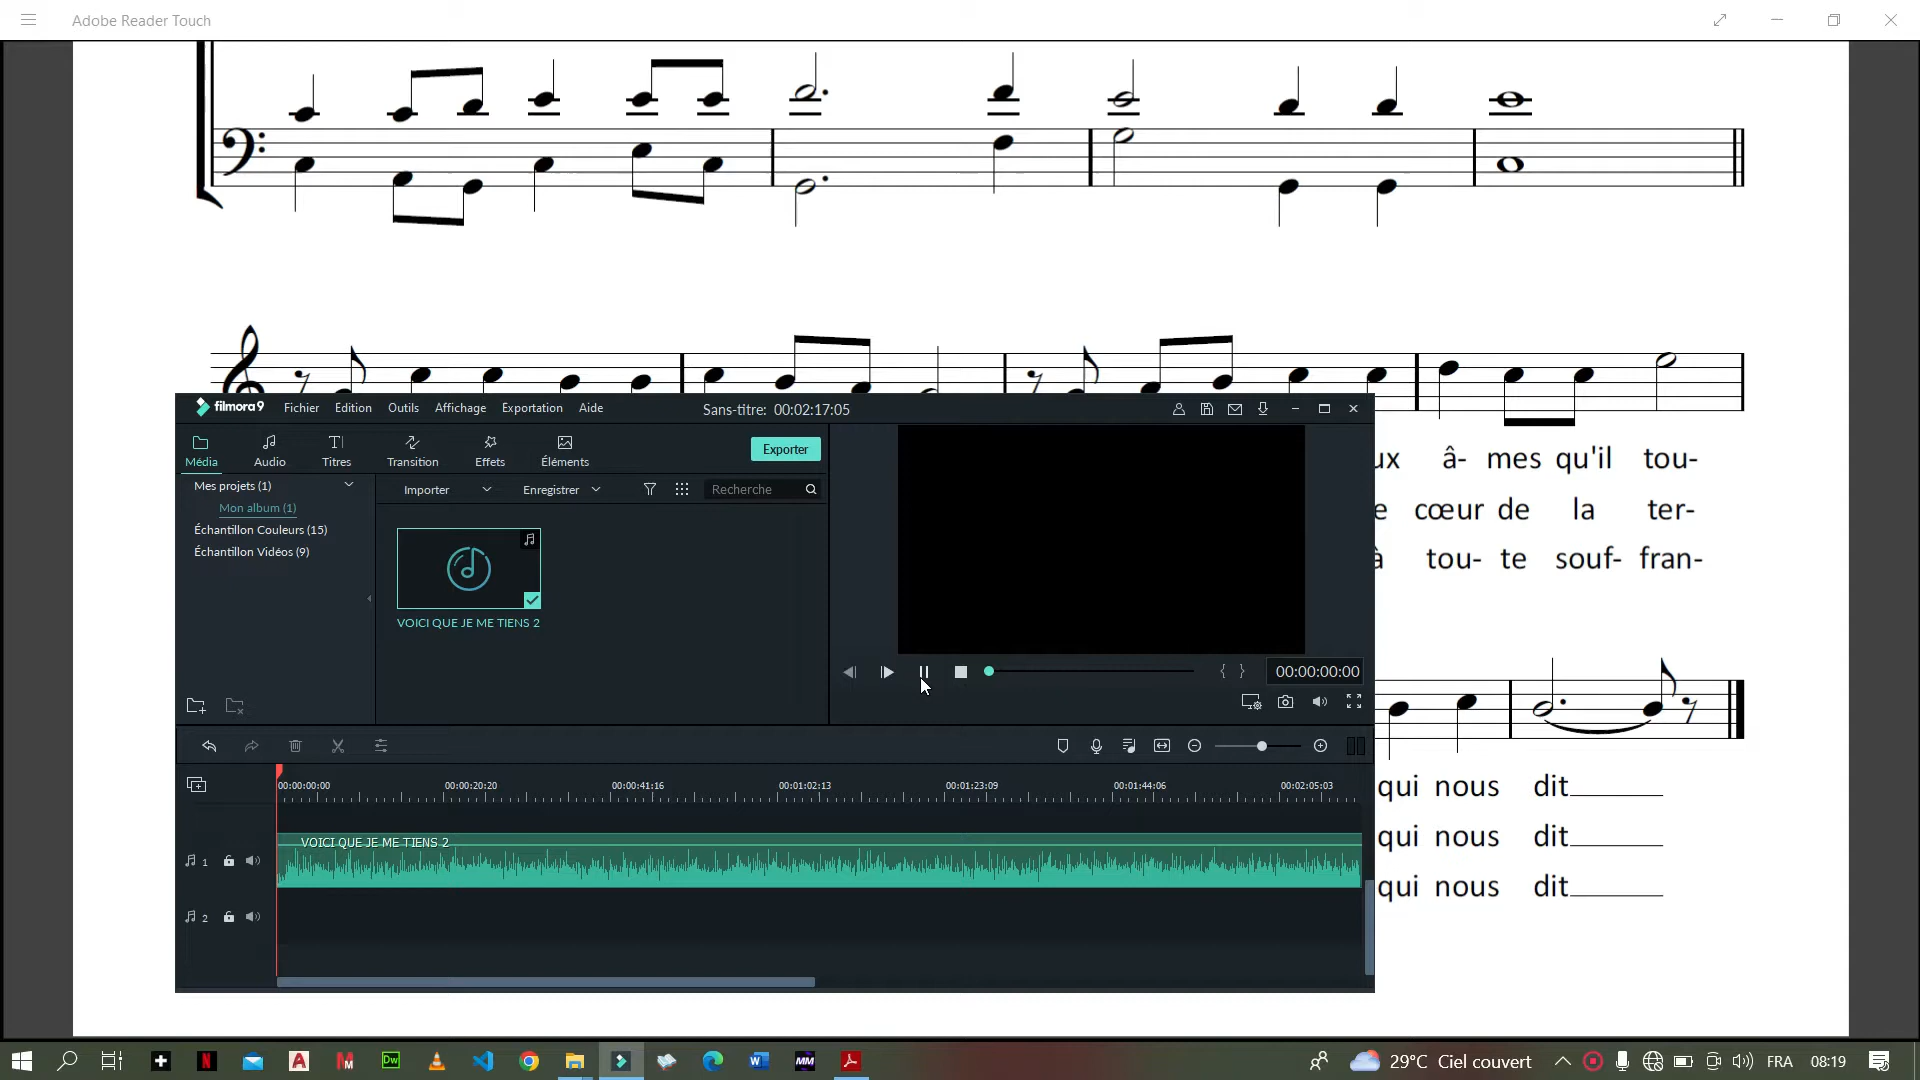 Adobe Reader Touch
ux â- mes qu'il tou-
e cœur de la ter-
à tou- te souf- fran-
qui nous dit
qui nous dit
qui nous dit
filmora9 Fichier Edition Outils Affichage Exportation Aide Sans-titre: 00:02:17:05
Média Audio Titres Transition Effets Éléments Exporter
Mes projets (1) Importer Enregistrer Recherche
Mon album (1)
Échantillon Couleurs (15)
Échantillon Vidéos (9)
VOICI QUE JE ME TIENS 2
{ } 00:00:00:00
00:00:00:00 00:00:20:20 00:00:41:16 00:01:02:13 00:01:23:09 00:01:44:06 00:02:05:03
VOICI QUE JE ME TIENS 2
1
2
29°C Ciel couvert FRA 08:19